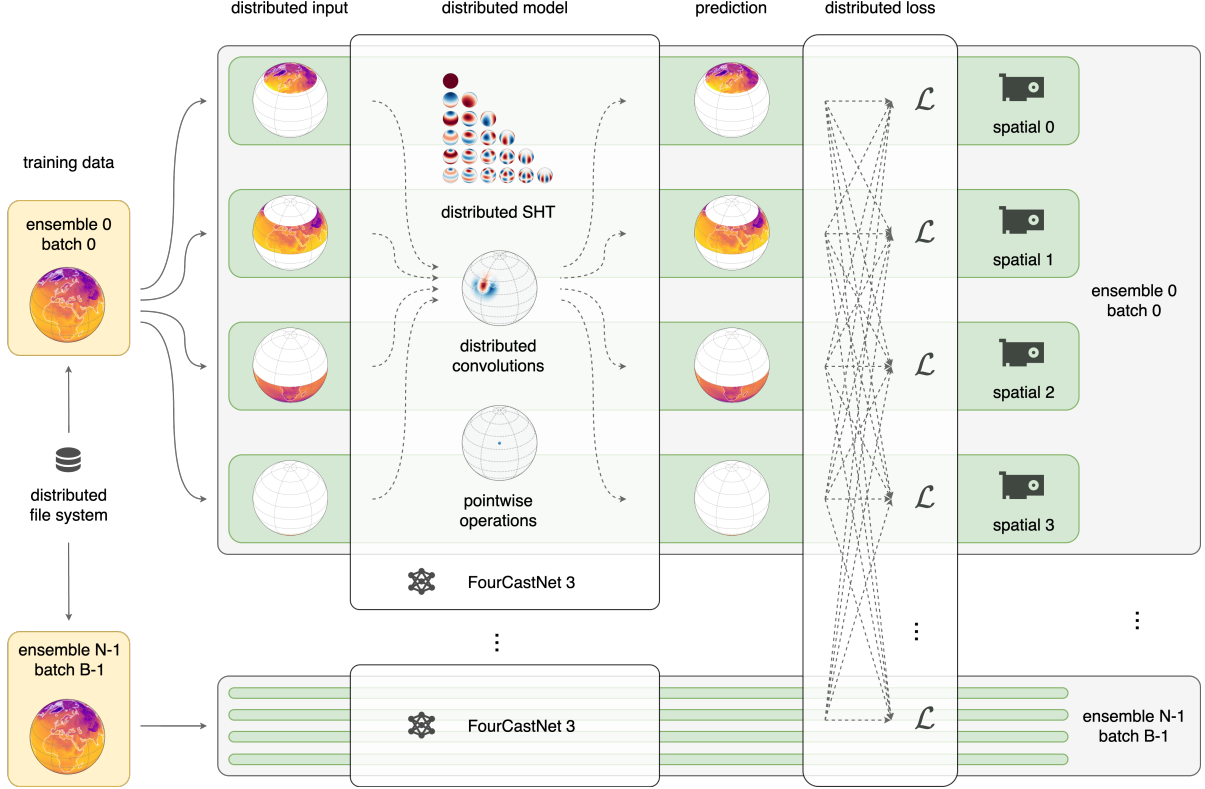 distributed input
distributed model
prediction
distributed loss
training data
ensemble 0
batch 0
distributed
file system
ensemble N-1
batch B-1
distributed SHT
distributed
convolutions
pointwise
operations
FourCastNet 3
⋮
FourCastNet 3
ℒ
spatial 0
ℒ
spatial 1
ℒ
spatial 2
ℒ
spatial 3
ensemble 0
batch 0
⋮
⋮
ℒ
ensemble N-1
batch B-1